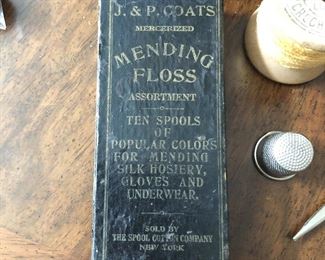 J. & P. COATS
MERCERIZED
MENDING
FLOSS
ASSORTMENT
TEN SPOOLS
OF
POPULAR COLORS
FOR MENDING
SILK HOSIERY,
GLOVES AND
UNDERWEAR.
SOLD BY
THE SPOOL COTTON COMPANY
NEW YORK